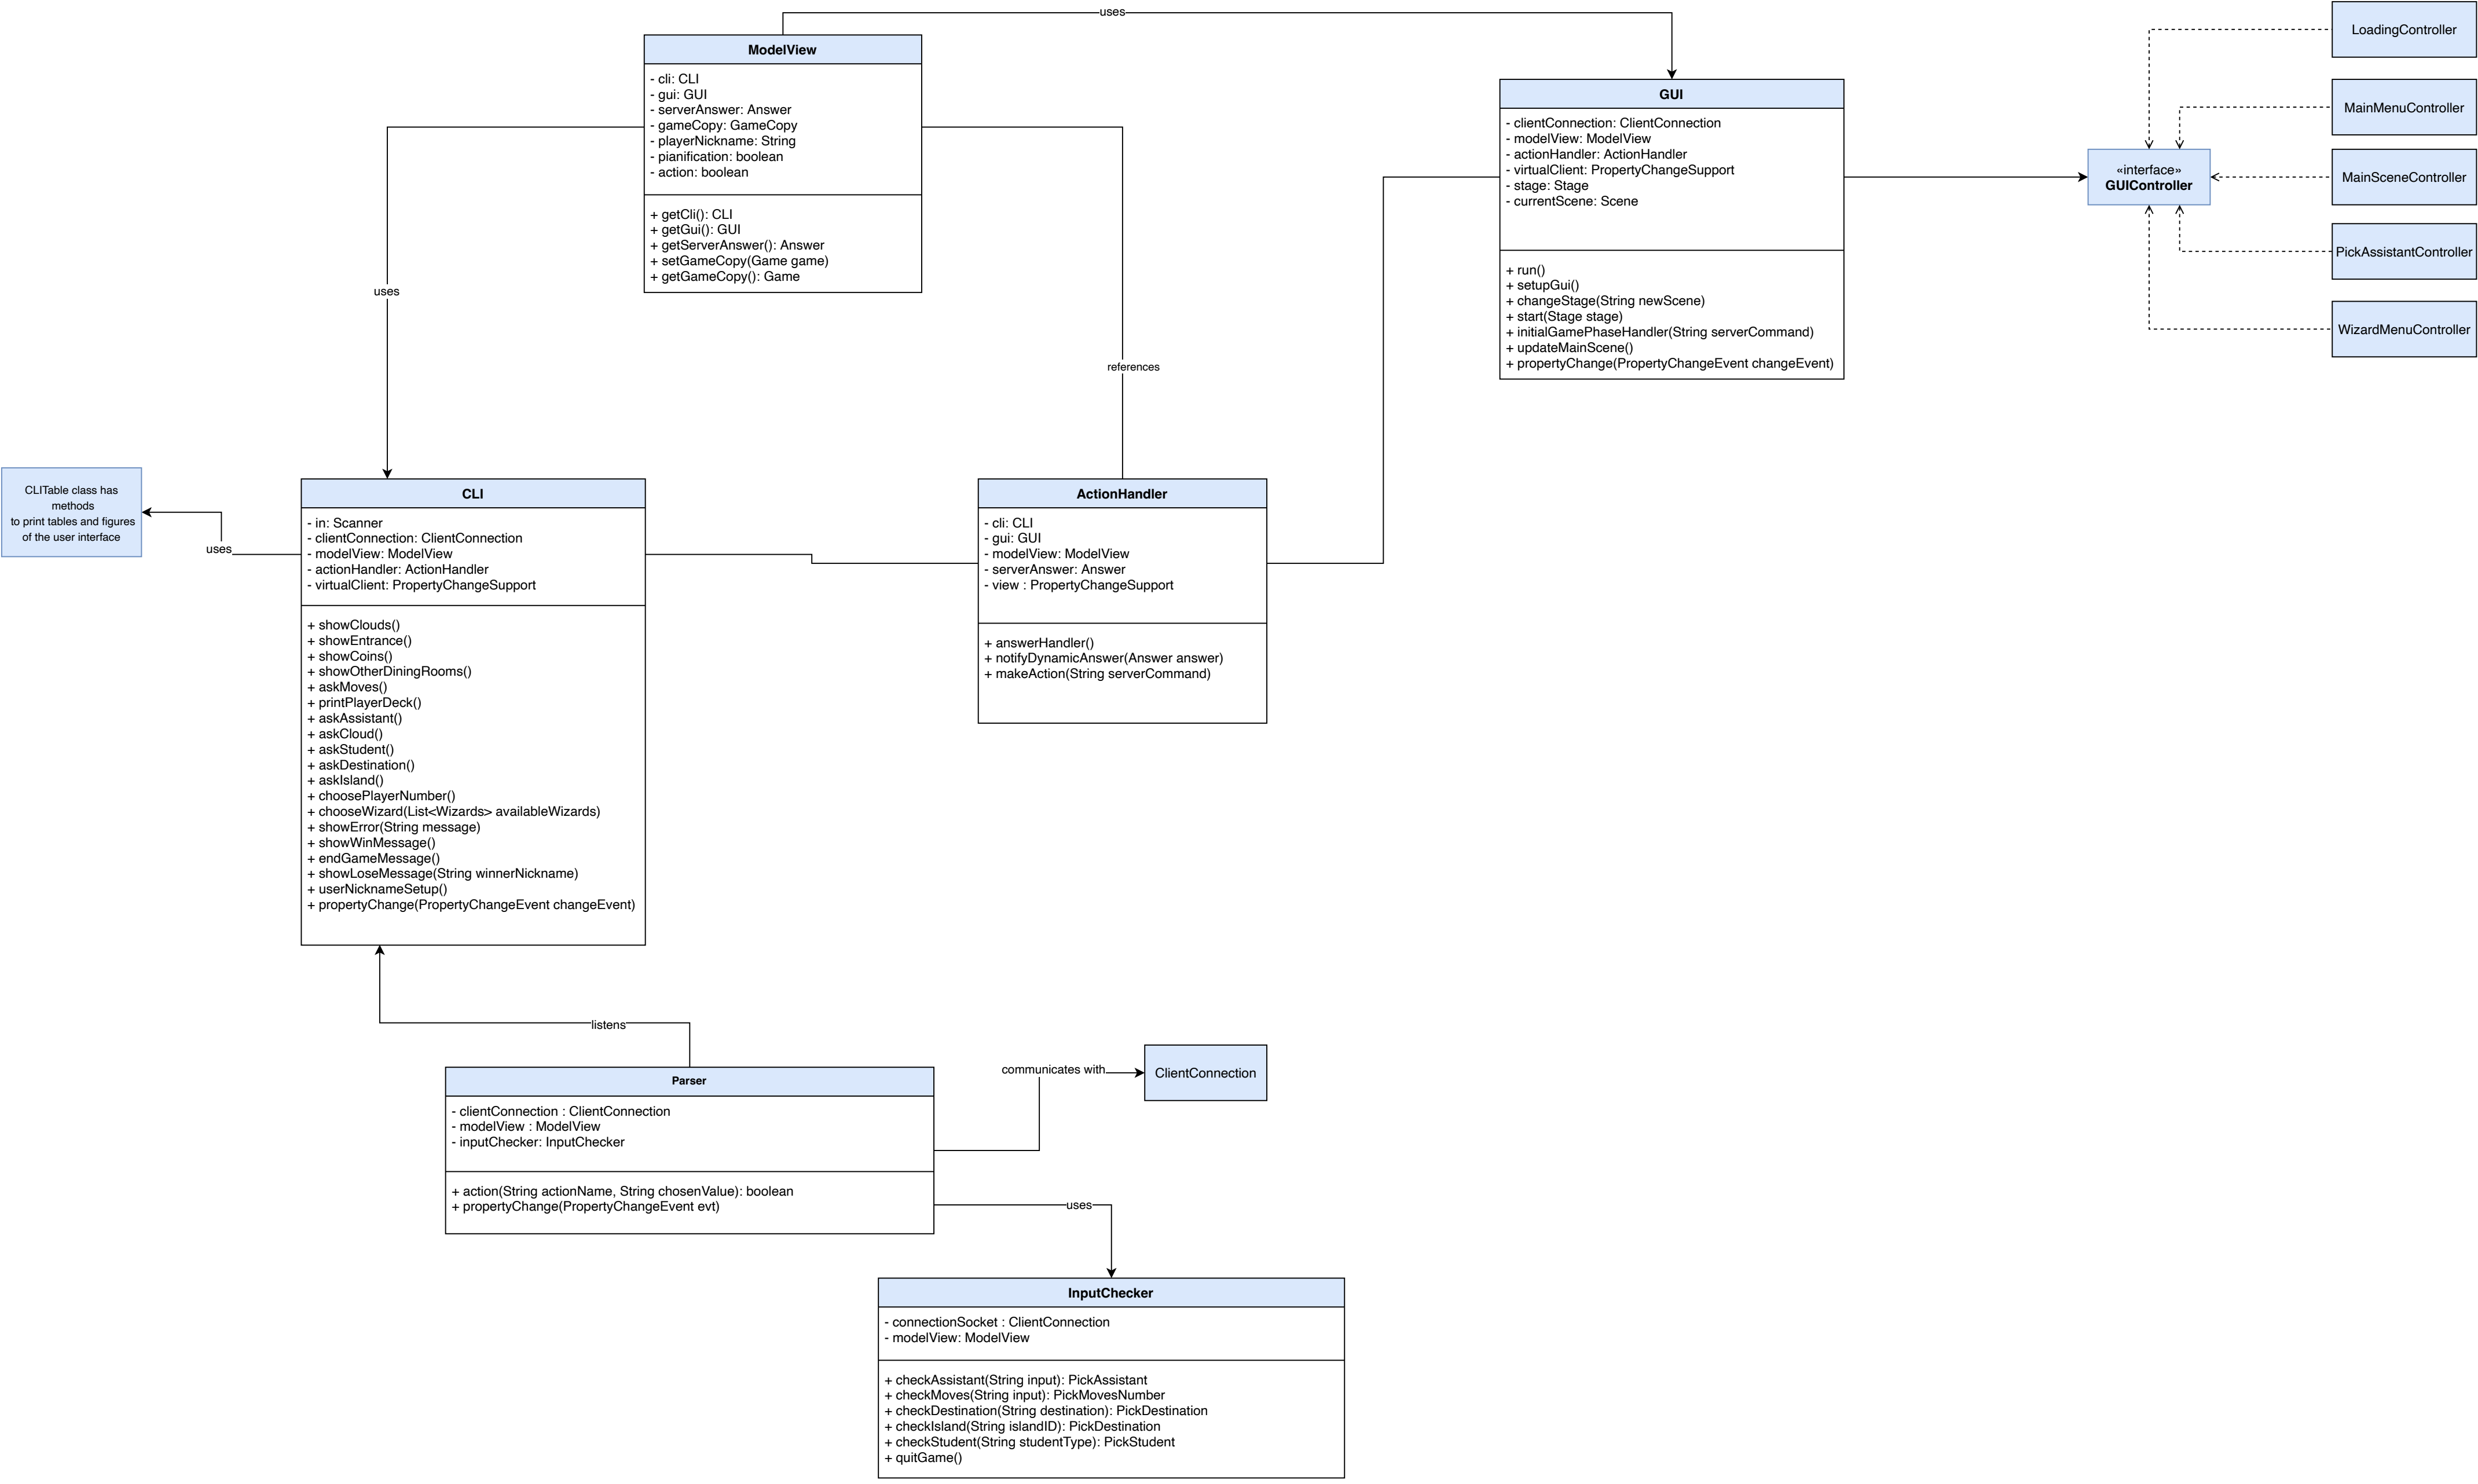 uses
ModelView
- cli: CLI
- gui: GUI
- serverAnswer: Answer
- gameCopy: GameCopy
- playerNickname: String
- pianification: boolean
- action: boolean
+ getCli(): CLI
+ getGui(): GUI
+ getServerAnswer(): Answer
+ setGameCopy(Game game)
+ getGameCopy(): Game
GUI
- clientConnection: ClientConnection
- modelView: ModelView
- actionHandler: ActionHandler
- virtualClient: PropertyChangeSupport
- stage: Stage
- currentScene: Scene
+ run()
+ setupGui()
+ changeStage(String newScene)
+ start(Stage stage)
+ initialGamePhaseHandler(String serverCommand)
+ updateMainScene()
+ propertyChange(PropertyChangeEvent changeEvent)
«interface»
GUIController
LoadingController
MainMenuController
MainSceneController
PickAssistantController
WizardMenuController
uses
references
CLITable class has
methods
to print tables and figures
of the user interface
uses
CLI
- in: Scanner
- clientConnection: ClientConnection
- modelView: ModelView
- actionHandler: ActionHandler
- virtualClient: PropertyChangeSupport
+ showClouds()
+ showEntrance()
+ showCoins()
+ showOtherDiningRooms()
+ askMoves()
+ printPlayerDeck()
+ askAssistant()
+ askCloud()
+ askStudent()
+ askDestination()
+ askIsland()
+ choosePlayerNumber()
+ chooseWizard(List<Wizards> availableWizards)
+ showError(String message)
+ showWinMessage()
+ endGameMessage()
+ showLoseMessage(String winnerNickname)
+ userNicknameSetup()
+ propertyChange(PropertyChangeEvent changeEvent)
ActionHandler
- cli: CLI
- gui: GUI
- modelView: ModelView
- serverAnswer: Answer
- view : PropertyChangeSupport
+ answerHandler()
+ notifyDynamicAnswer(Answer answer)
+ makeAction(String serverCommand)
listens
Parser
- clientConnection : ClientConnection
- modelView : ModelView
- inputChecker: InputChecker
+ action(String actionName, String chosenValue): boolean
+ propertyChange(PropertyChangeEvent evt)
communicates with
ClientConnection
uses
InputChecker
- connectionSocket : ClientConnection
- modelView: ModelView
+ checkAssistant(String input): PickAssistant
+ checkMoves(String input): PickMovesNumber
+ checkDestination(String destination): PickDestination
+ checkIsland(String islandID): PickDestination
+ checkStudent(String studentType): PickStudent
+ quitGame()